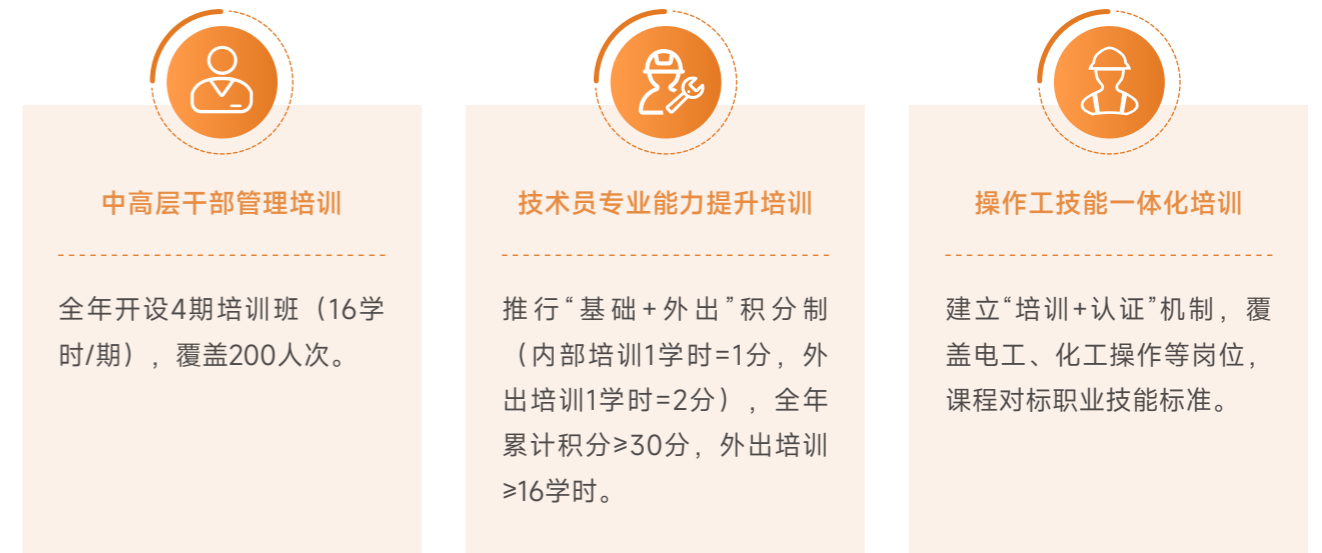 中高层干部管理培训
全年开设4期培训班（16学
时/期），覆盖200人次。
技术员专业能力提升培训
推行“基础+外出”积分制
（内部培训1学时=1分，外
出培训1学时=2分），全年
累计积分≥30分，外出培训
≥16学时。
操作工技能一体化培训
建立“培训+认证”机制，覆
盖电工、化工操作等岗位，
课程对标职业技能标准。